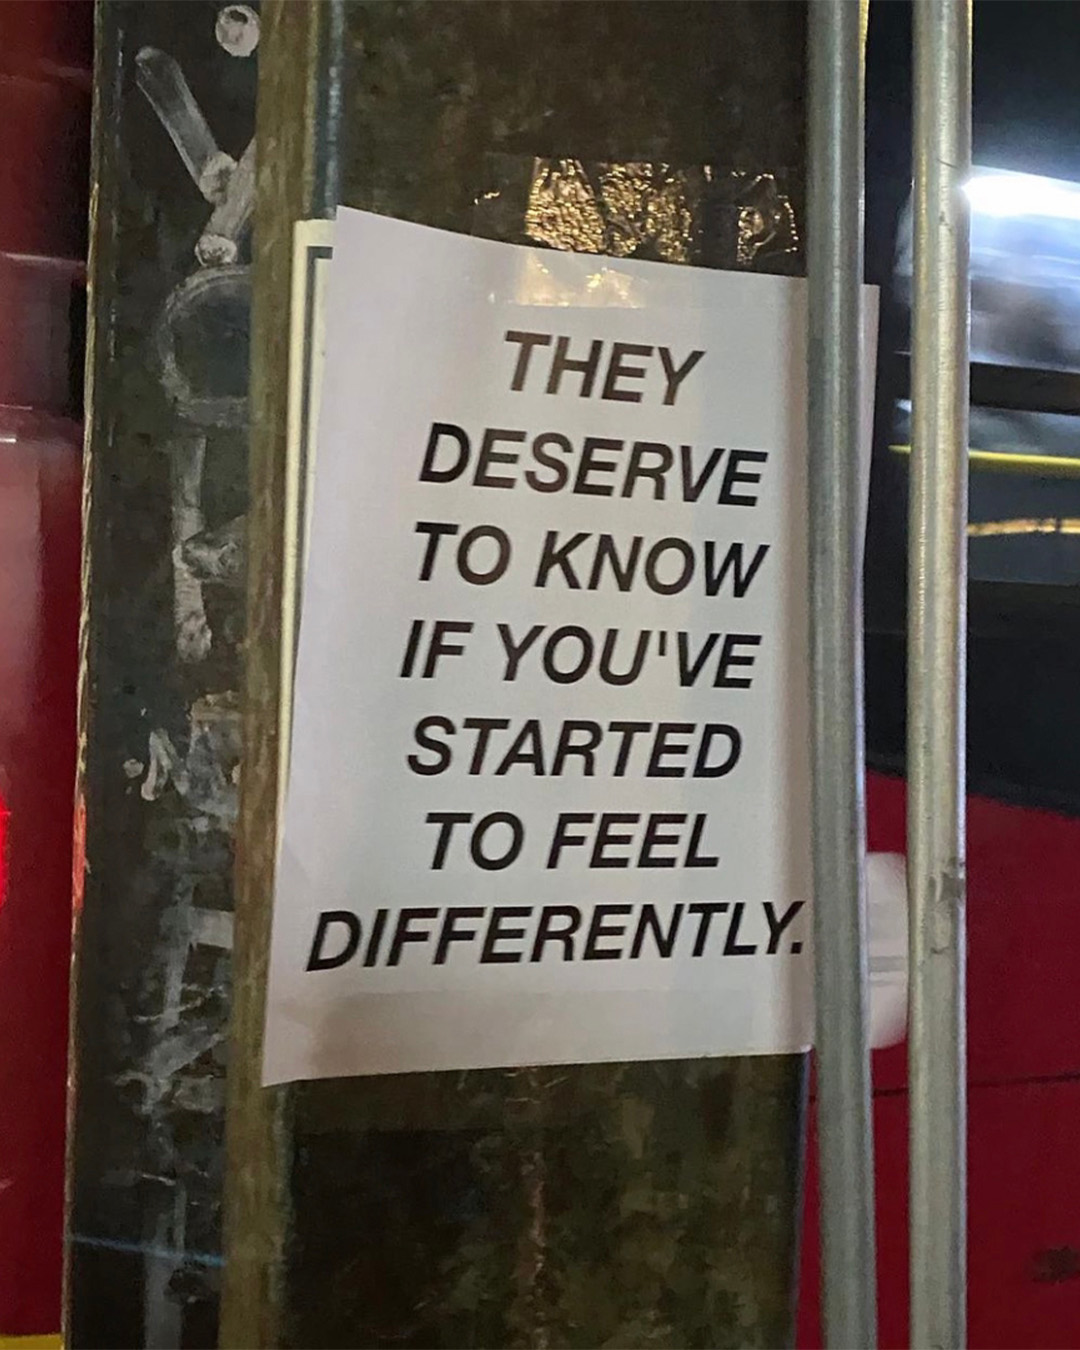 THEY
DESERVE
TO KNOW
IF YOU'VE
STARTED
TO FEEL
DIFFERENTLY.